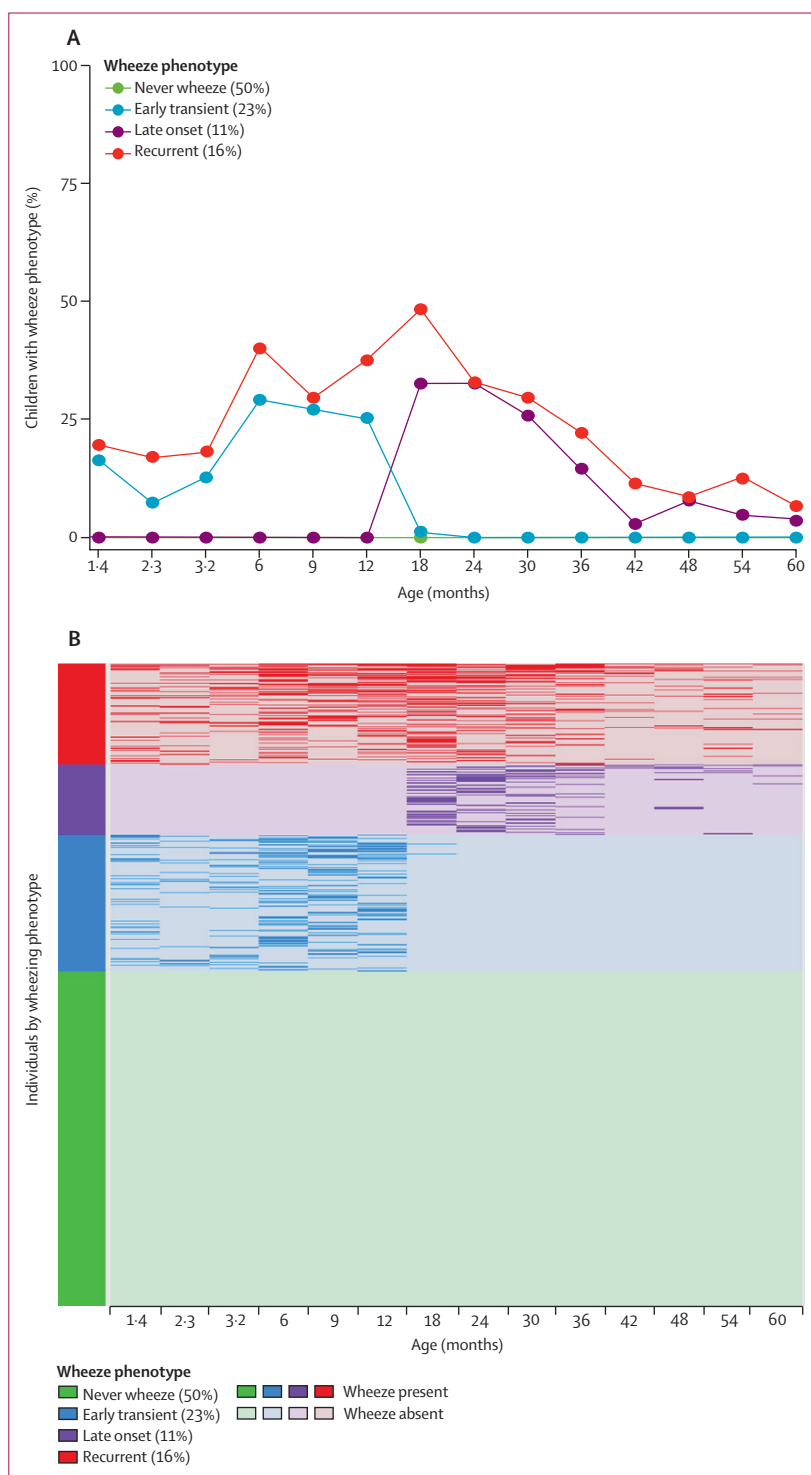 A
Wheeze phenotype
Never wheeze (50%)
Early transient (23%)
Late onset (11%)
Recurrent (16%)
Children with wheeze phenotype (%)
100
75
50
25
0
1·4 2·3 3·2 6 9 12 18 24 30 36 42 48 54 60
Age (months)
B
Individuals by wheezing phenotype
1·4 2·3 3·2 6 9 12 18 24 30 36 42 48 54 60
Age (months)
Wheeze phenotype
Never wheeze (50%) Wheeze present
Early transient (23%) Wheeze absent
Late onset (11%)
Recurrent (16%)